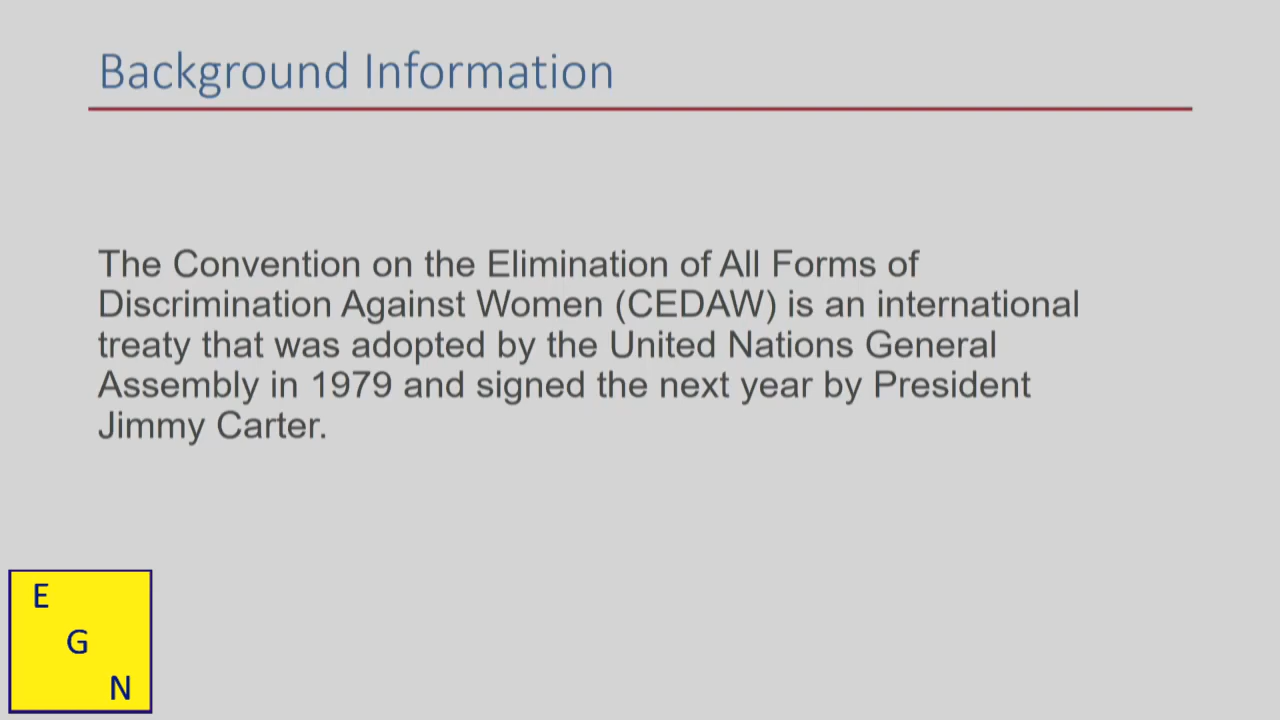 Background Information
The Convention on the Elimination of All Forms of
Discrimination Against Women (CEDAW) is an international
treaty that was adopted by the United Nations General
Assembly in 1979 and signed the next year by President
Jimmy Carter.
E
G
N